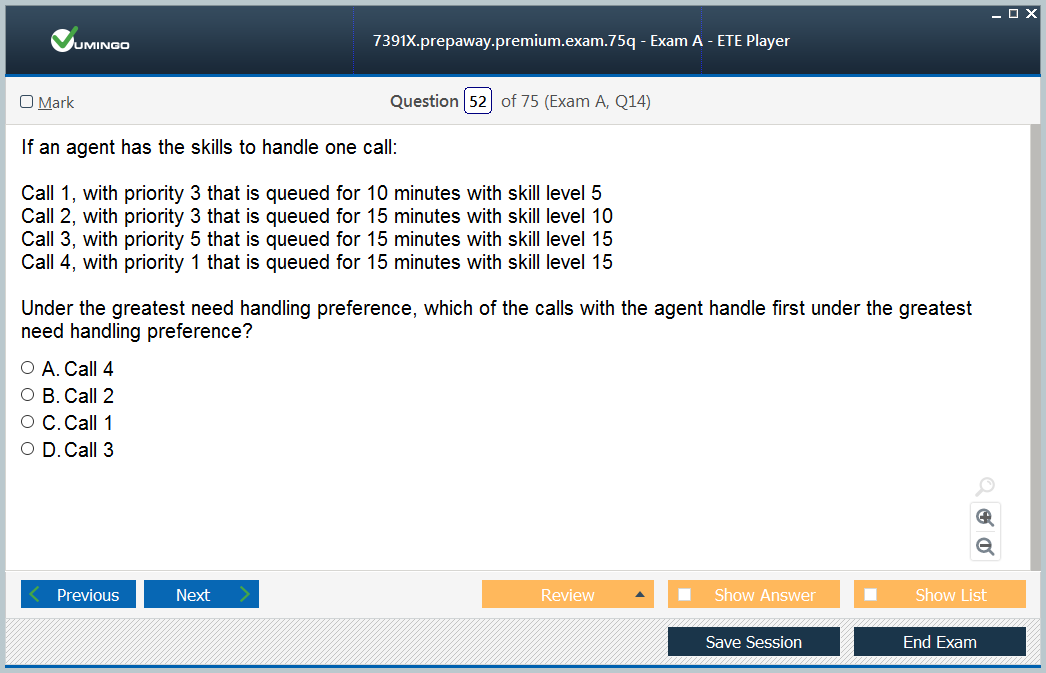 VUMINGO
7391X.prepaway.premium.exam.75q - Exam A - ETE Player
Mark
Question 52 of 75 (Exam A, Q14)
If an agent has the skills to handle one call:
Call 1, with priority 3 that is queued for 10 minutes with skill level 5
Call 2, with priority 3 that is queued for 15 minutes with skill level 10
Call 3, with priority 5 that is queued for 15 minutes with skill level 15
Call 4, with priority 1 that is queued for 15 minutes with skill level 15
Under the greatest need handling preference, which of the calls with the agent handle first under the greatest
need handling preference?
A. Call 4
B. Call 2
C. Call 1
D. Call 3
Previous
Next
Review
Show Answer
Show List
Save Session
End Exam